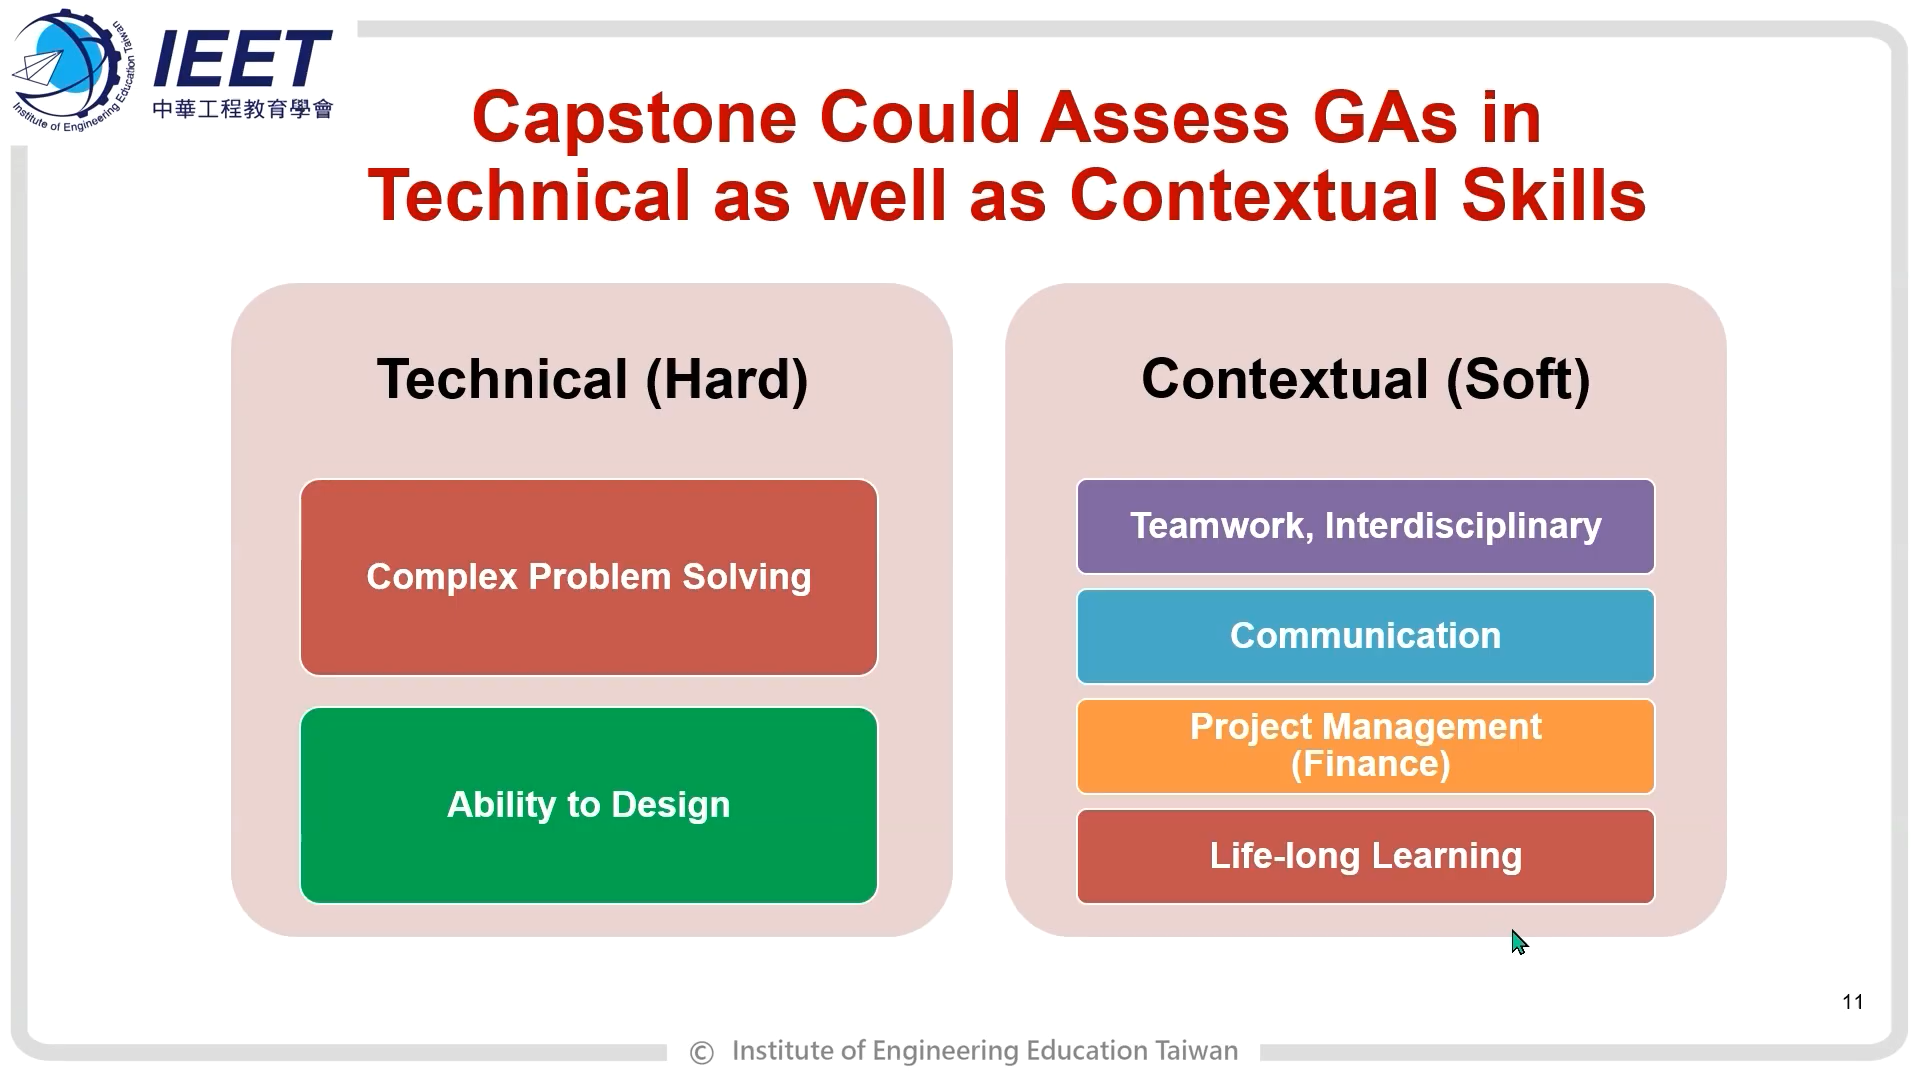 Institute of Engineering Education Taiwan
IEET
中華工程教育學會
Capstone Could Assess GAs in
Technical as well as Contextual Skills
Technical (Hard)
Complex Problem Solving
Ability to Design
Contextual (Soft)
Teamwork, Interdisciplinary
Communication
Project Management
(Finance)
Life-long Learning
11
© Institute of Engineering Education Taiwan